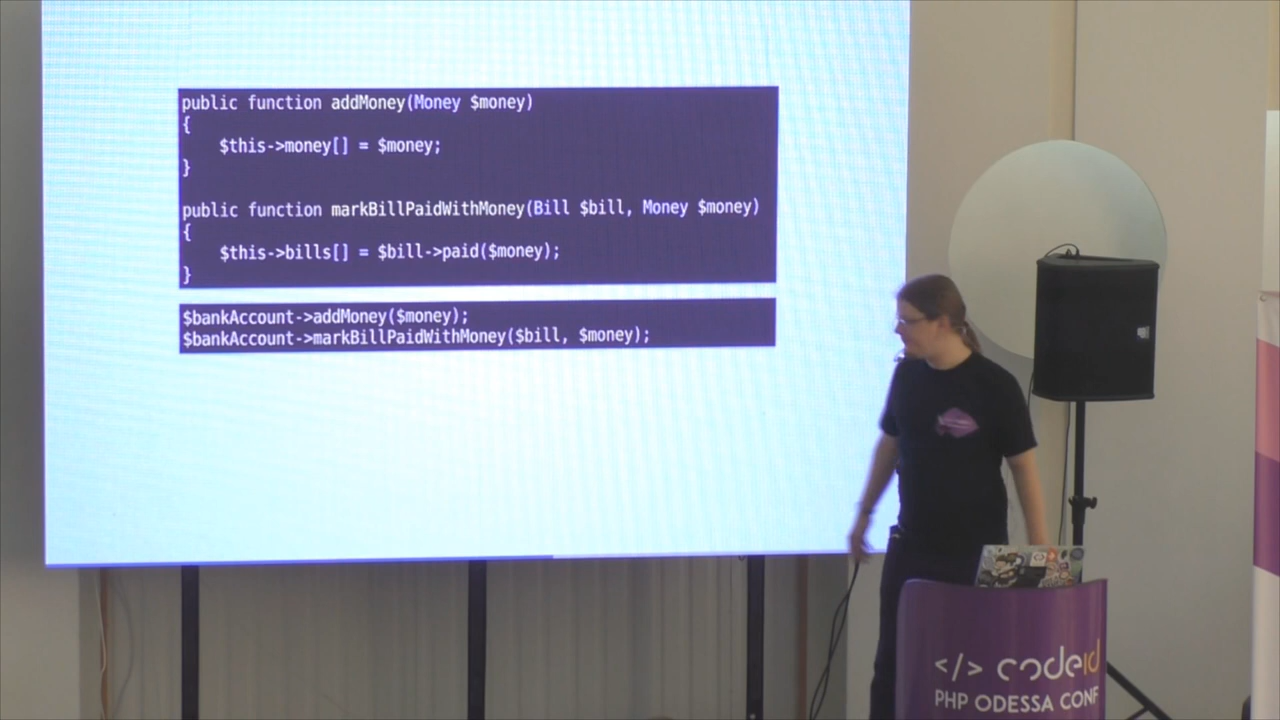 public function addMoney(Money $money)
{
    $this->money[] = $money;
}
public function markBillPaidWithMoney(Bill $bill, Money $money)
{
    $this->bills[] = $bill->paid($money);
}
$bankAccount->addMoney($money);
$bankAccount->markBillPaidWithMoney($bill, $money);
</> codeid
PHP ODESSA CONF